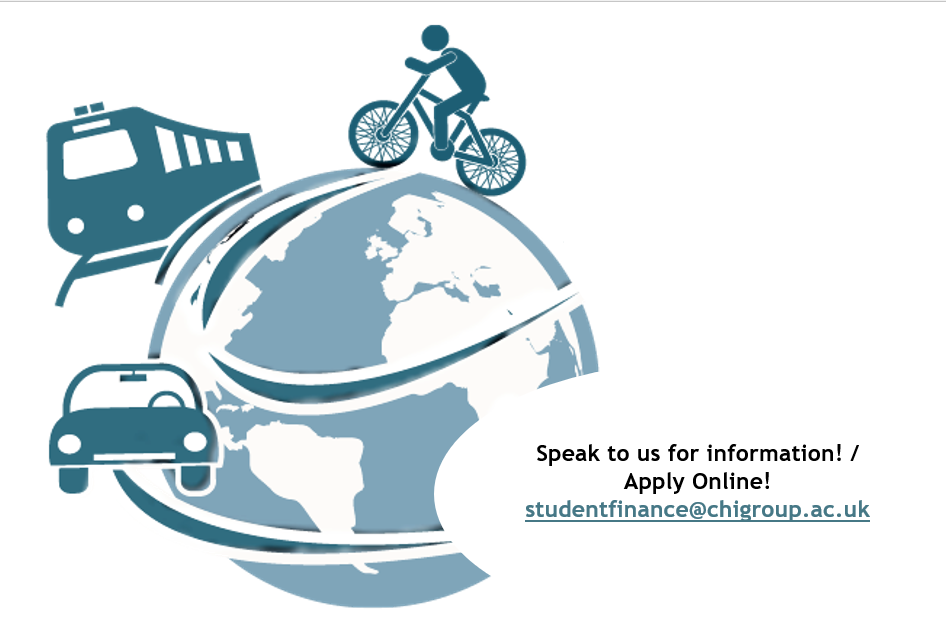 Speak to us for information! /
Apply Online!
studentfinance@chigroup.ac.uk